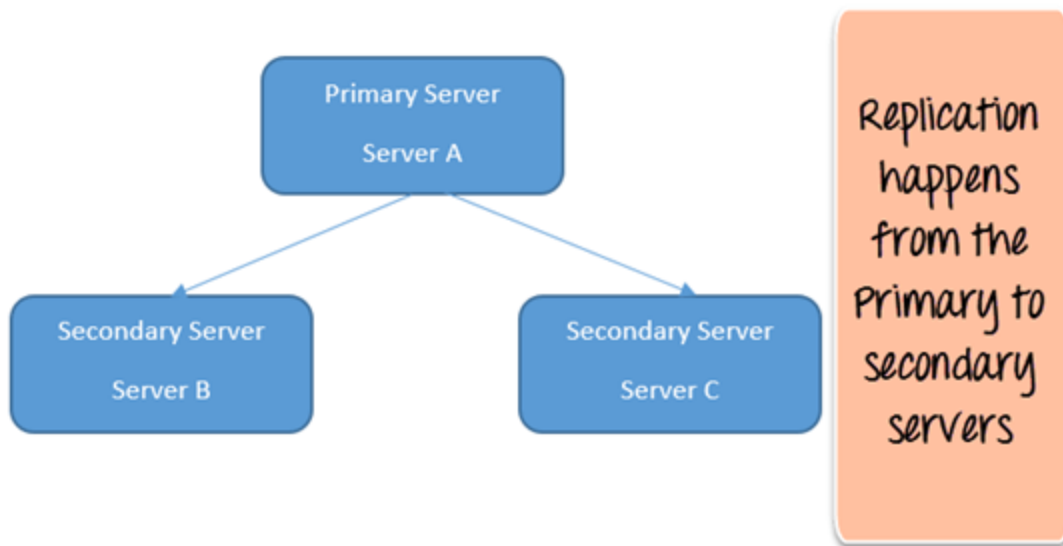 Primary Server
Server A
Secondary Server
Server B
Secondary Server
Server C
Replication
happens
from the
Primary to
secondary
servers